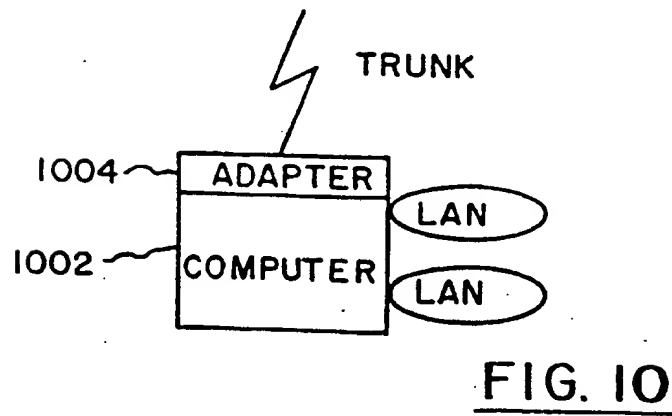 TRUNK
1004 ADAPTER
LAN
1002 COMPUTER
LAN
FIG. 10